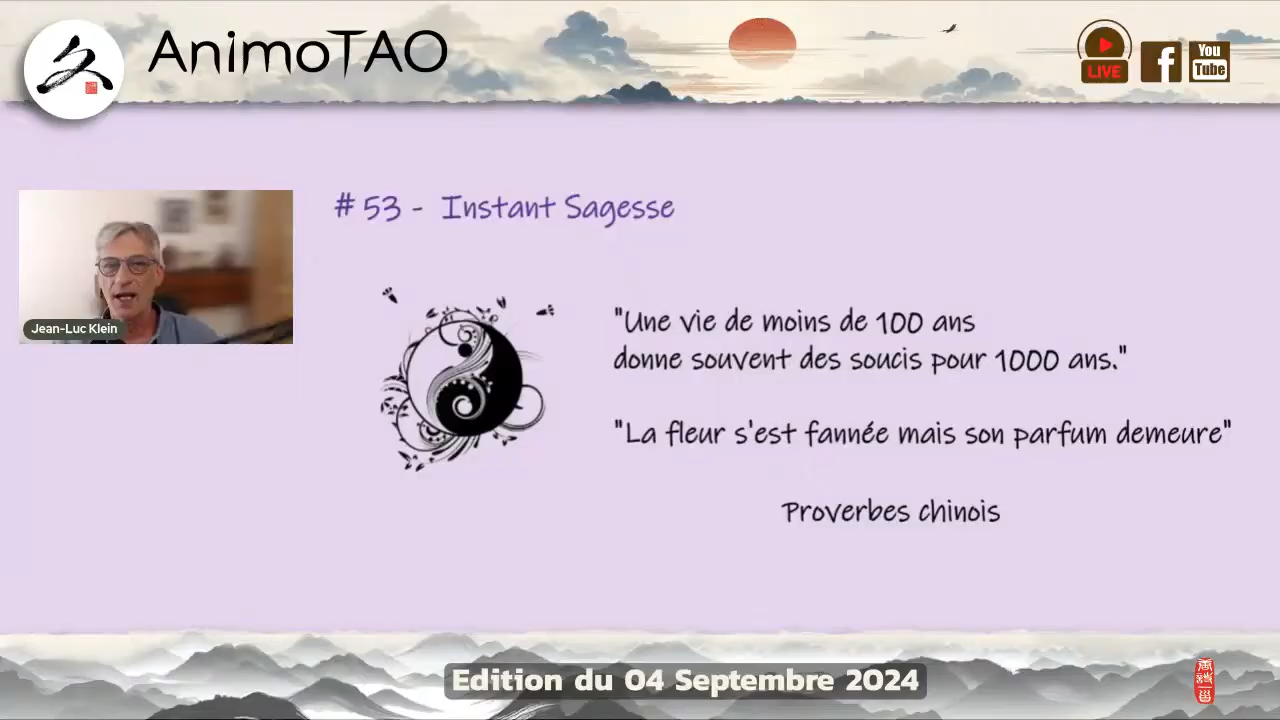 久
AnimoTAO
LIVE
f
You
Tube
# 53 - Instant Sagesse
Jean-Luc Klein
"Une vie de moins de 100 ans
donne souvent des soucis pour 1000 ans."
"La fleur s'est fannée mais son parfum demeure"
Proverbes chinois
Edition du 04 Septembre 2024